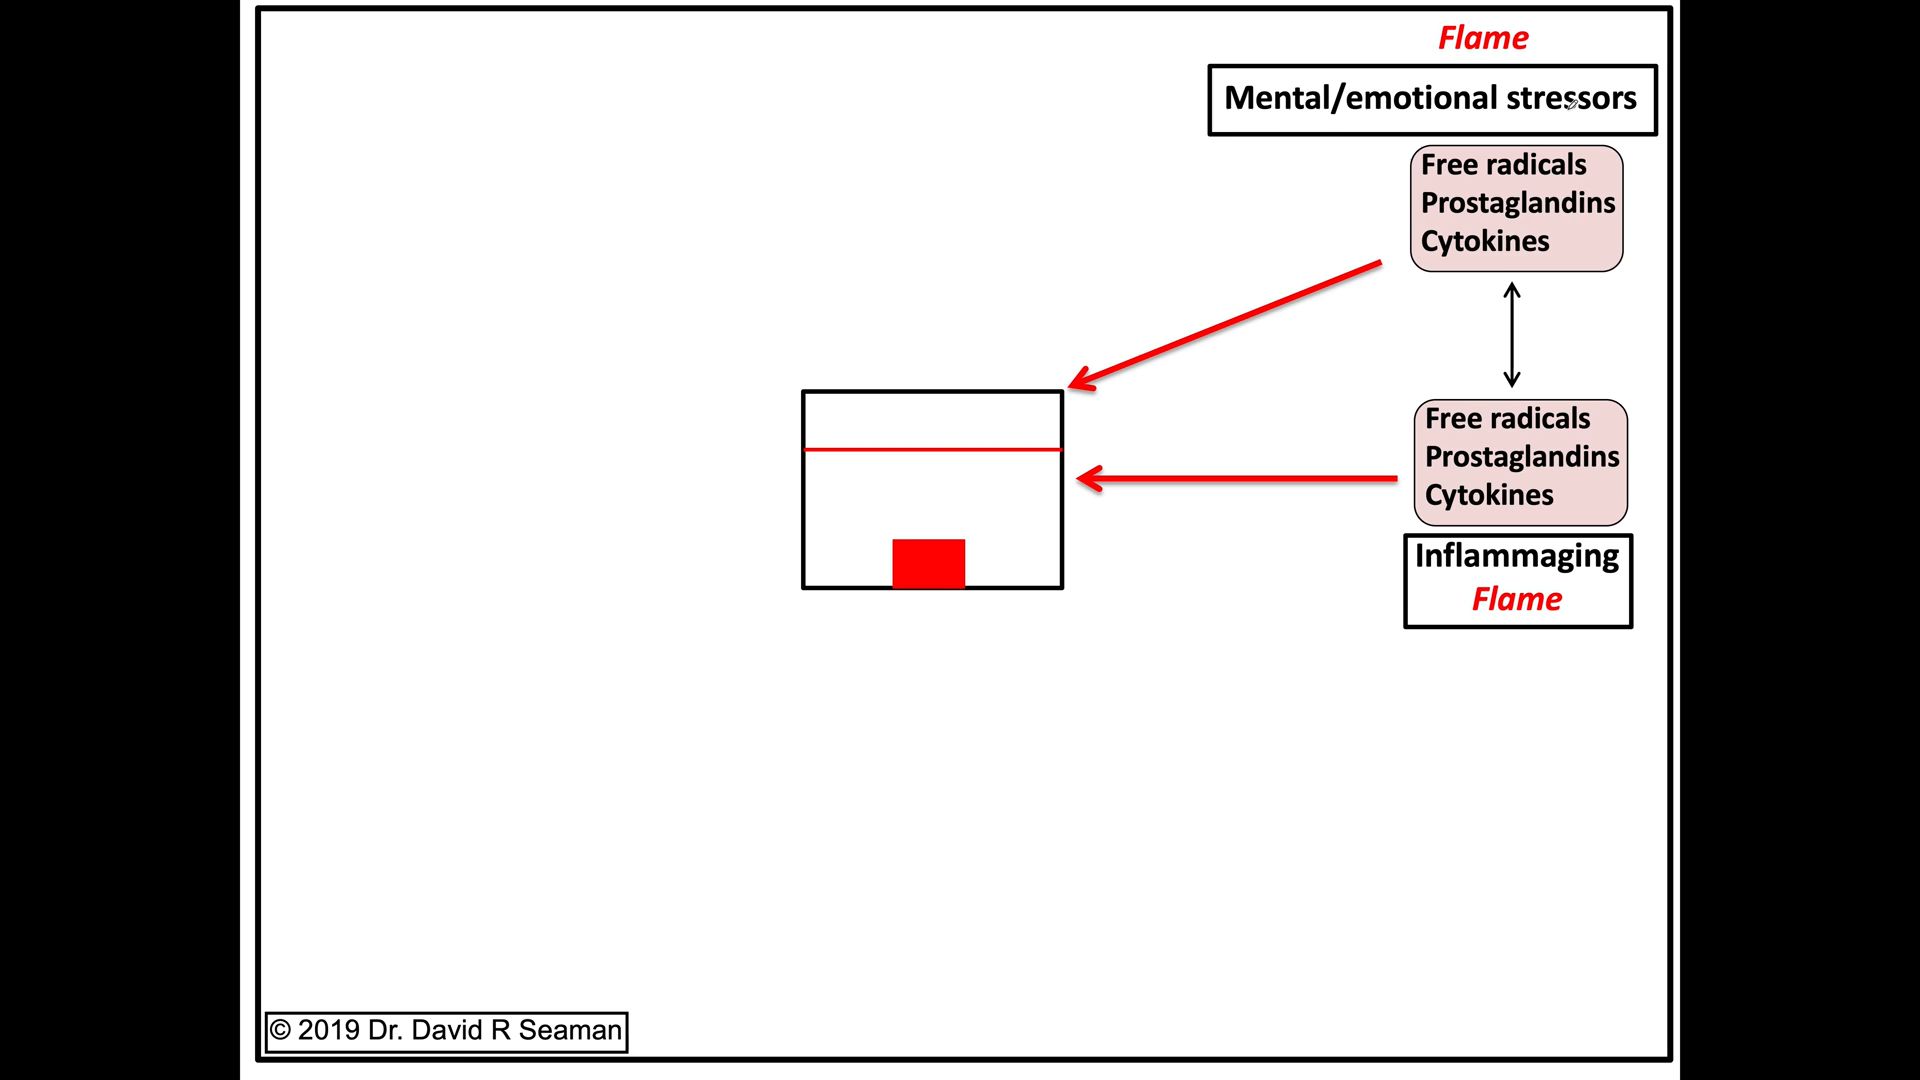 Flame
Mental/emotional stressors
Free radicals
Prostaglandins
Cytokines
Free radicals
Prostaglandins
Cytokines
Inflammaging
Flame
© 2019 Dr. David R Seaman